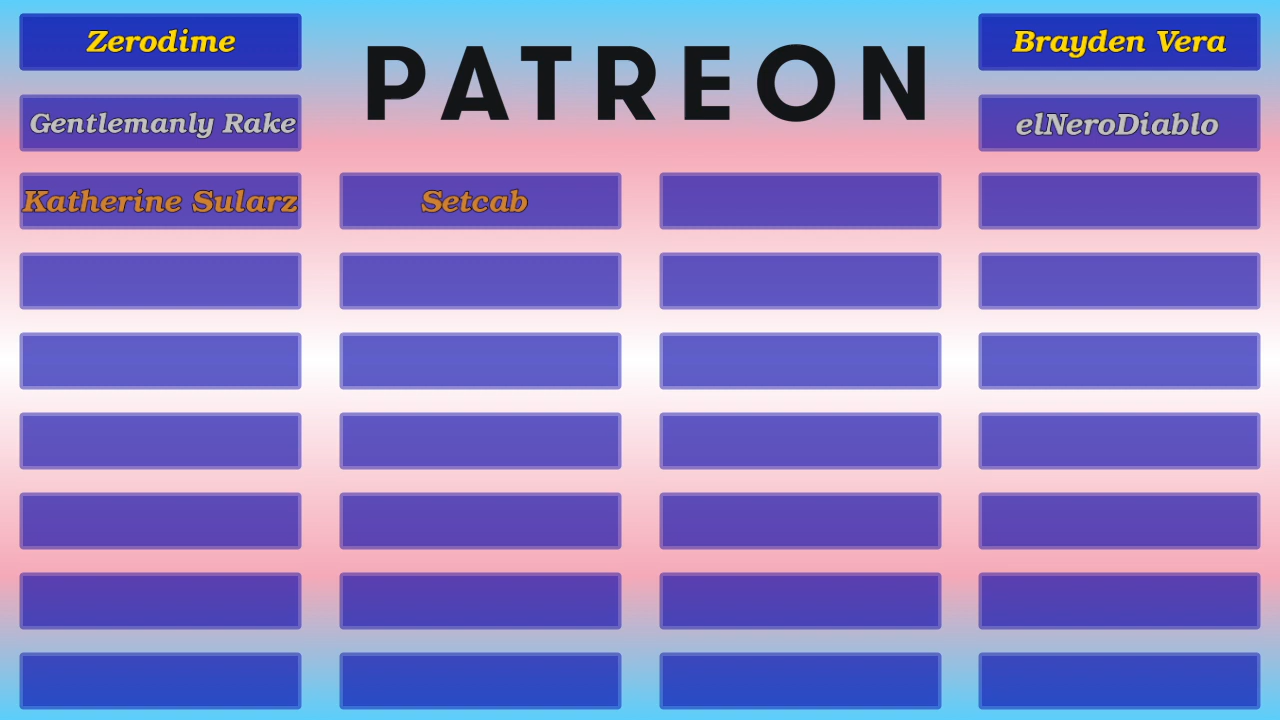 Zerodime
PATREON
Brayden Vera
Gentlemanly Rake
elNeroDiablo
Katherine Sularz
Setcab